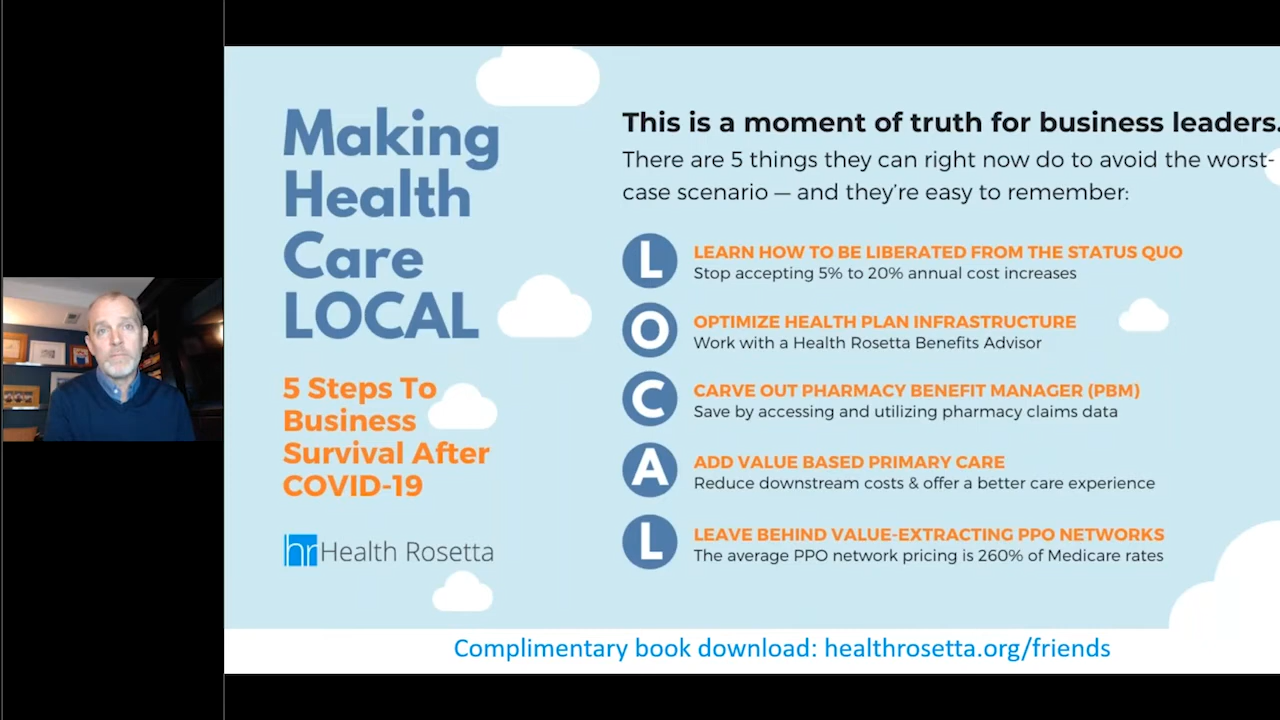 Making
Health
Care
LOCAL
5 Steps To
Business
Survival After
COVID-19
hr Health Rosetta
This is a moment of truth for business leaders.
There are 5 things they can right now do to avoid the worst-
case scenario — and they're easy to remember:
L
LEARN HOW TO BE LIBERATED FROM THE STATUS QUO
Stop accepting 5% to 20% annual cost increases
O
OPTIMIZE HEALTH PLAN INFRASTRUCTURE
Work with a Health Rosetta Benefits Advisor
C
CARVE OUT PHARMACY BENEFIT MANAGER (PBM)
Save by accessing and utilizing pharmacy claims data
A
ADD VALUE BASED PRIMARY CARE
Reduce downstream costs & offer a better care experience
L
LEAVE BEHIND VALUE-EXTRACTING PPO NETWORKS
The average PPO network pricing is 260% of Medicare rates
Complimentary book download: healthrosetta.org/friends